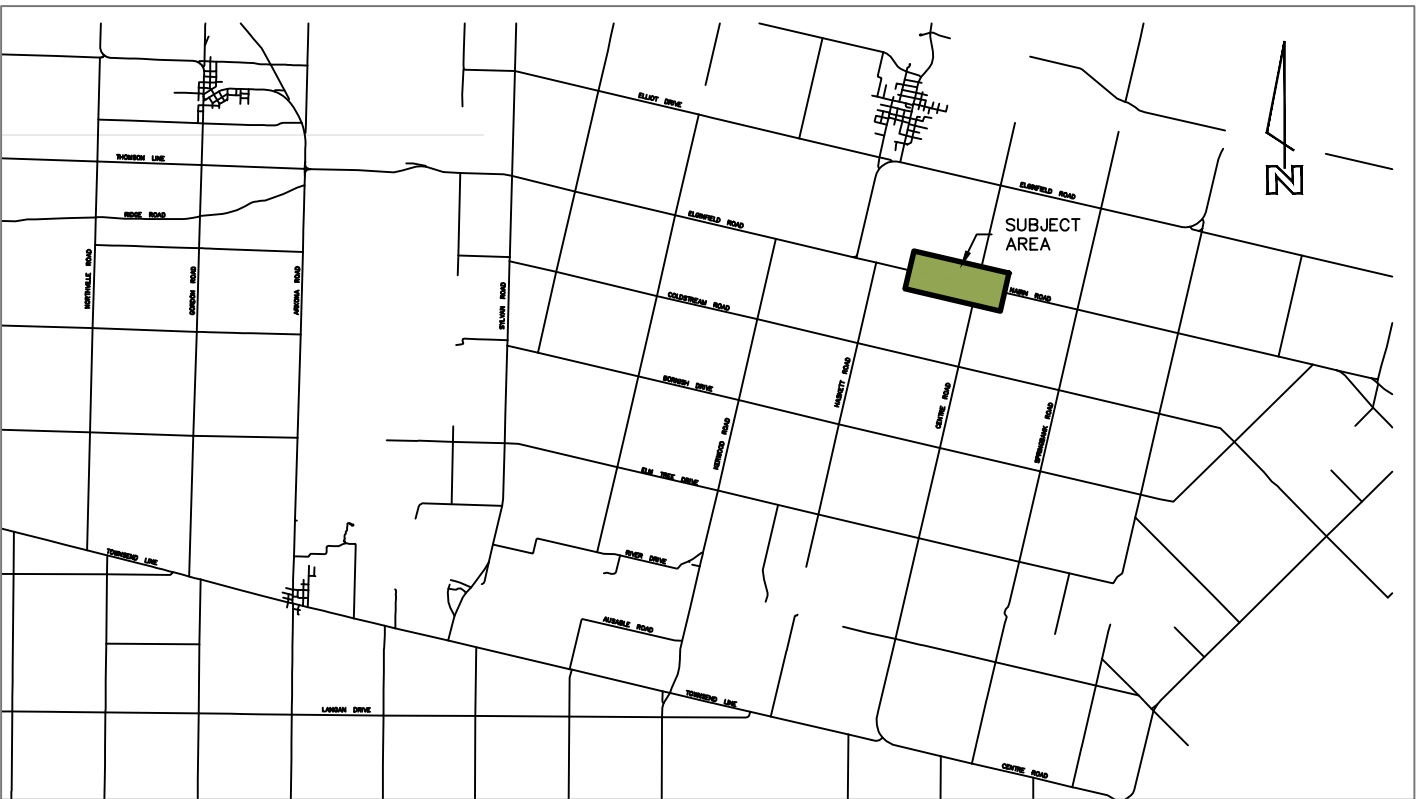 ELLIOT DRIVE
THOMSON LINE
ELGINFIELD ROAD
N
RIDGE ROAD
ELGINFIELD ROAD
SUBJECT
AREA
NORTHVILLE ROAD
GORDON ROAD
ARKONA ROAD
SYLVAN ROAD
COLDSTREAM ROAD
NAIRN ROAD
BORNISH DRIVE
HASKETT ROAD
CENTRE ROAD
SPRINGBANK ROAD
KERWOOD ROAD
ELM TREE DRIVE
TOWNSEND LINE
RIVER DRIVE
AUSABLE ROAD
TOWNSEND LINE
LANGAN DRIVE
CENTRE ROAD